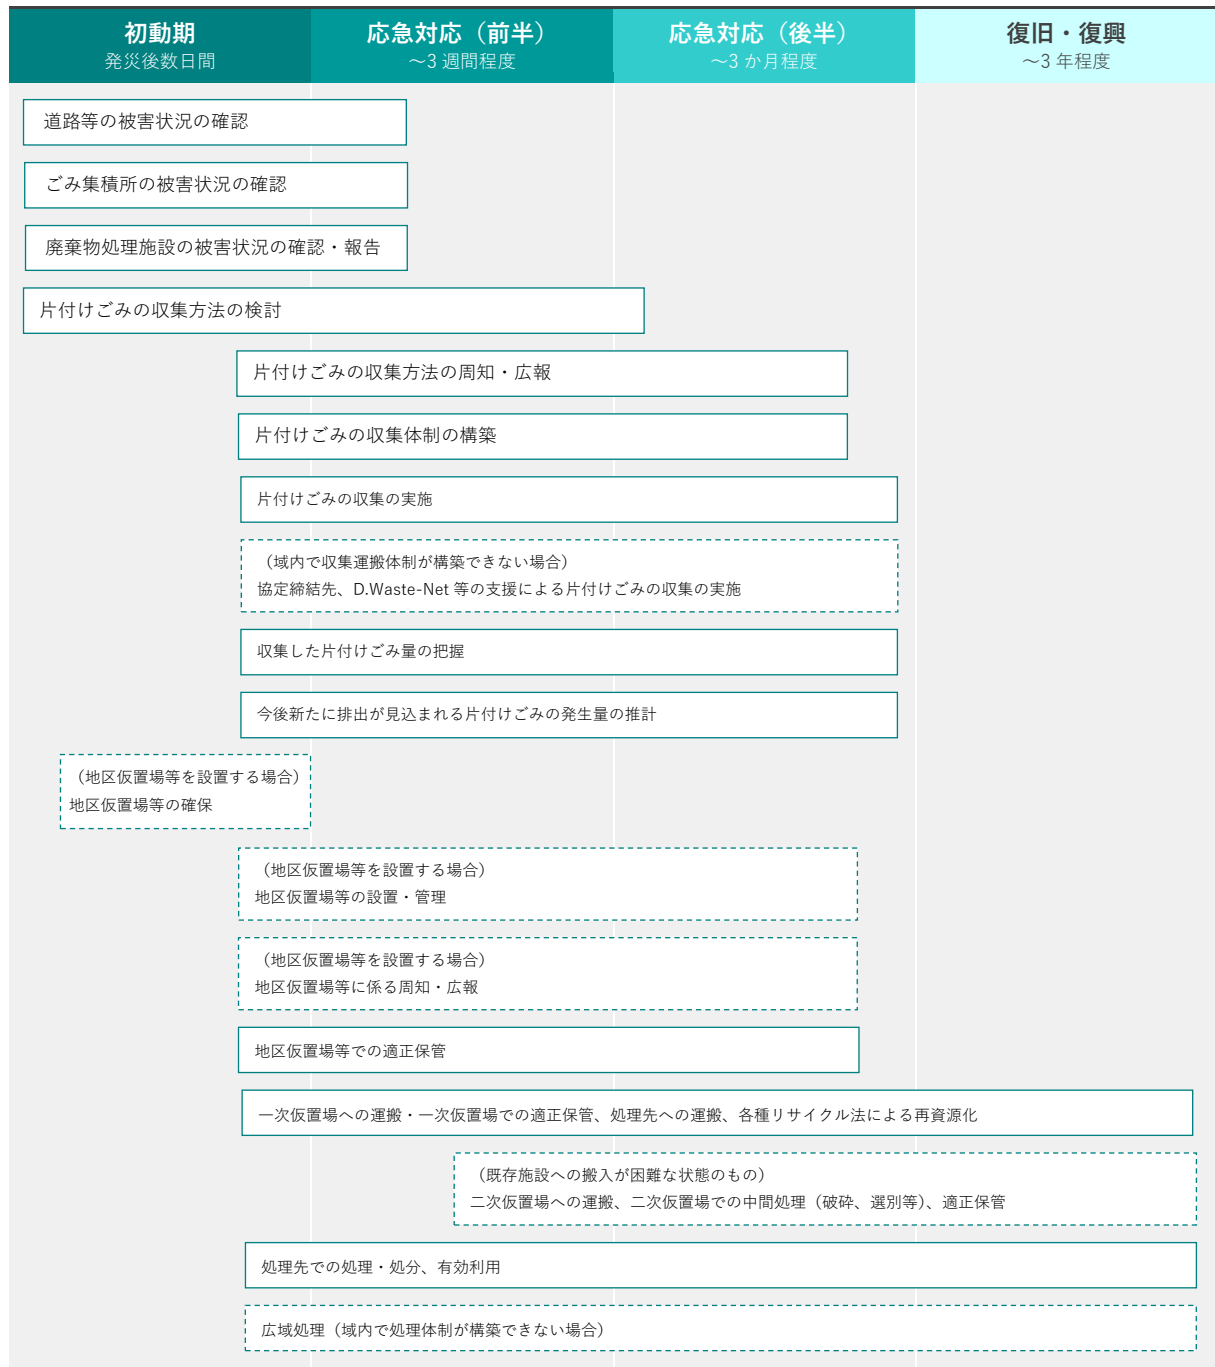 初動期
発災後数日間
応急対応（前半）
～3 週間程度
応急対応（後半）
～3 か月程度
復旧・復興
～3 年程度
道路等の被害状況の確認
ごみ集積所の被害状況の確認
廃棄物処理施設の被害状況の確認・報告
片付けごみの収集方法の検討
片付けごみの収集方法の周知・広報
片付けごみの収集体制の構築
片付けごみの収集の実施
（域内で収集運搬体制が構築できない場合）
協定締結先、D.Waste-Net 等の支援による片付けごみの収集の実施
収集した片付けごみ量の把握
今後新たに排出が見込まれる片付けごみの発生量の推計
（地区仮置場等を設置する場合）
地区仮置場等の確保
（地区仮置場等を設置する場合）
地区仮置場等の設置・管理
（地区仮置場等を設置する場合）
地区仮置場等に係る周知・広報
地区仮置場等での適正保管
一次仮置場への運搬・一次仮置場での適正保管、処理先への運搬、各種リサイクル法による再資源化
（既存施設への搬入が困難な状態のもの）
二次仮置場への運搬、二次仮置場での中間処理（破砕、選別等）、適正保管
処理先での処理・処分、有効利用
広域処理（域内で処理体制が構築できない場合）